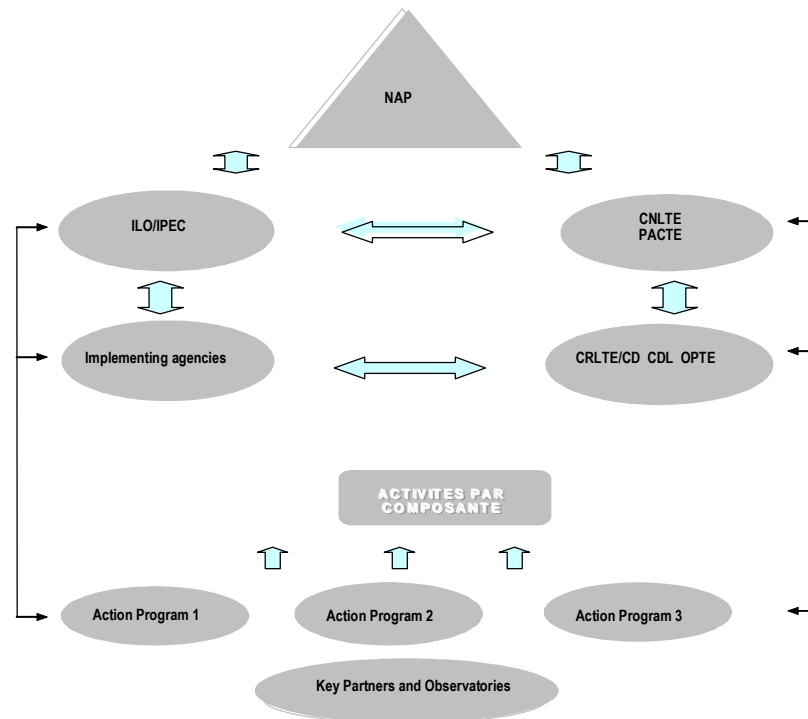 NAP
ILO/IPEC
CNLTE
PACTE
Implementing agencies
CRLTE/CD CDL OPTE
ACTIVITES PAR
COMPOSANTE
Action Program 1
Action Program 2
Action Program 3
Key Partners and Observatories